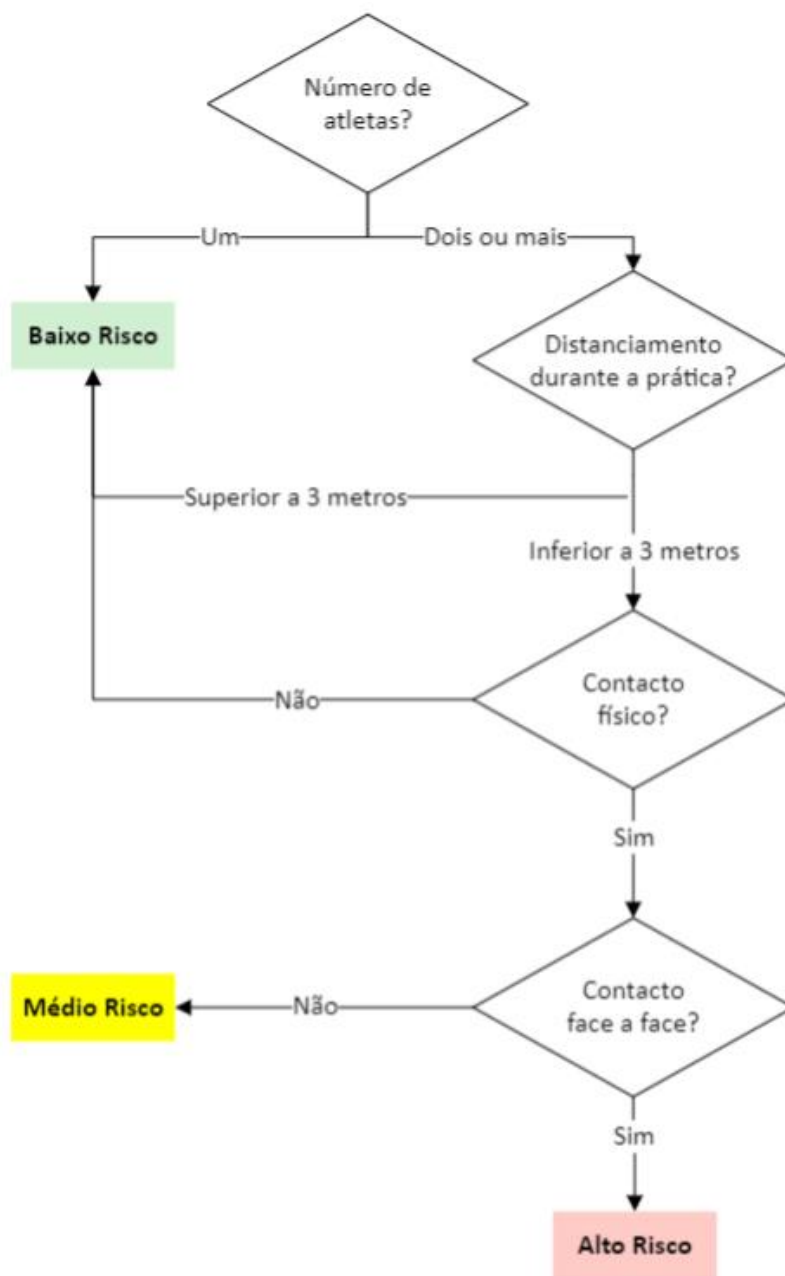 Número de
atletas?
Um
Dois ou mais
Baixo Risco
Distanciamento
durante a prática?
Superior a 3 metros
Inferior a 3 metros
Contacto
físico?
Não
Sim
Contacto
face a face?
Médio Risco
Não
Sim
Alto Risco